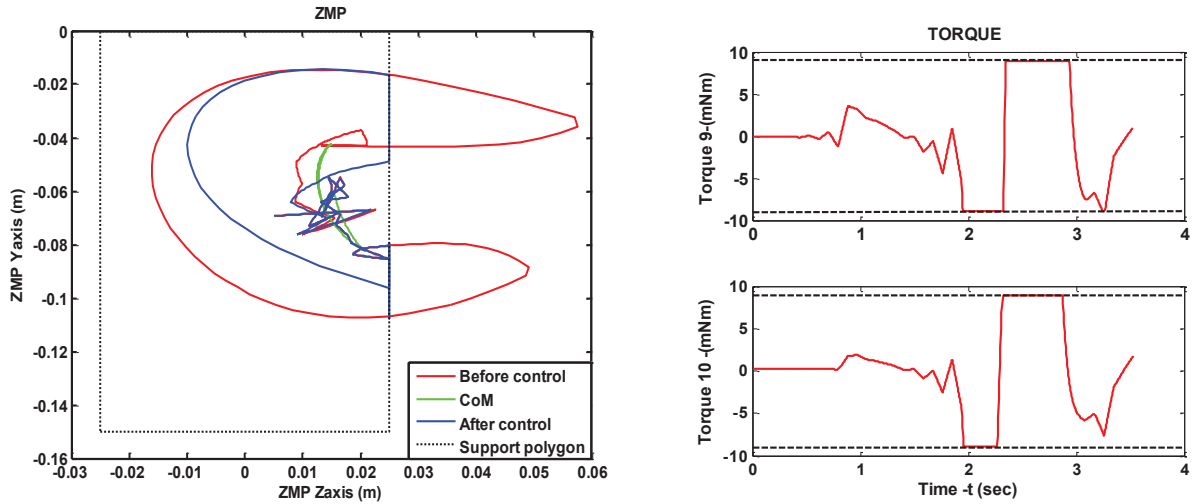 ZMP
0
-0.02
-0.04
-0.06
-0.08
-0.1
-0.12
-0.14
-0.16
ZMP Yaxis (m)
Before control
CoM
After control
Support polygon
-0.03 -0.02 -0.01 0 0.01 0.02 0.03 0.04 0.05 0.06
ZMP Zaxis (m)
TORQUE
10
5
0
-5
-10
Torque 9-(mNm)
0 1 2 3 4
10
5
0
-5
-10
Torque 10 -(mNm)
0 1 2 3 4
Time -t (sec)